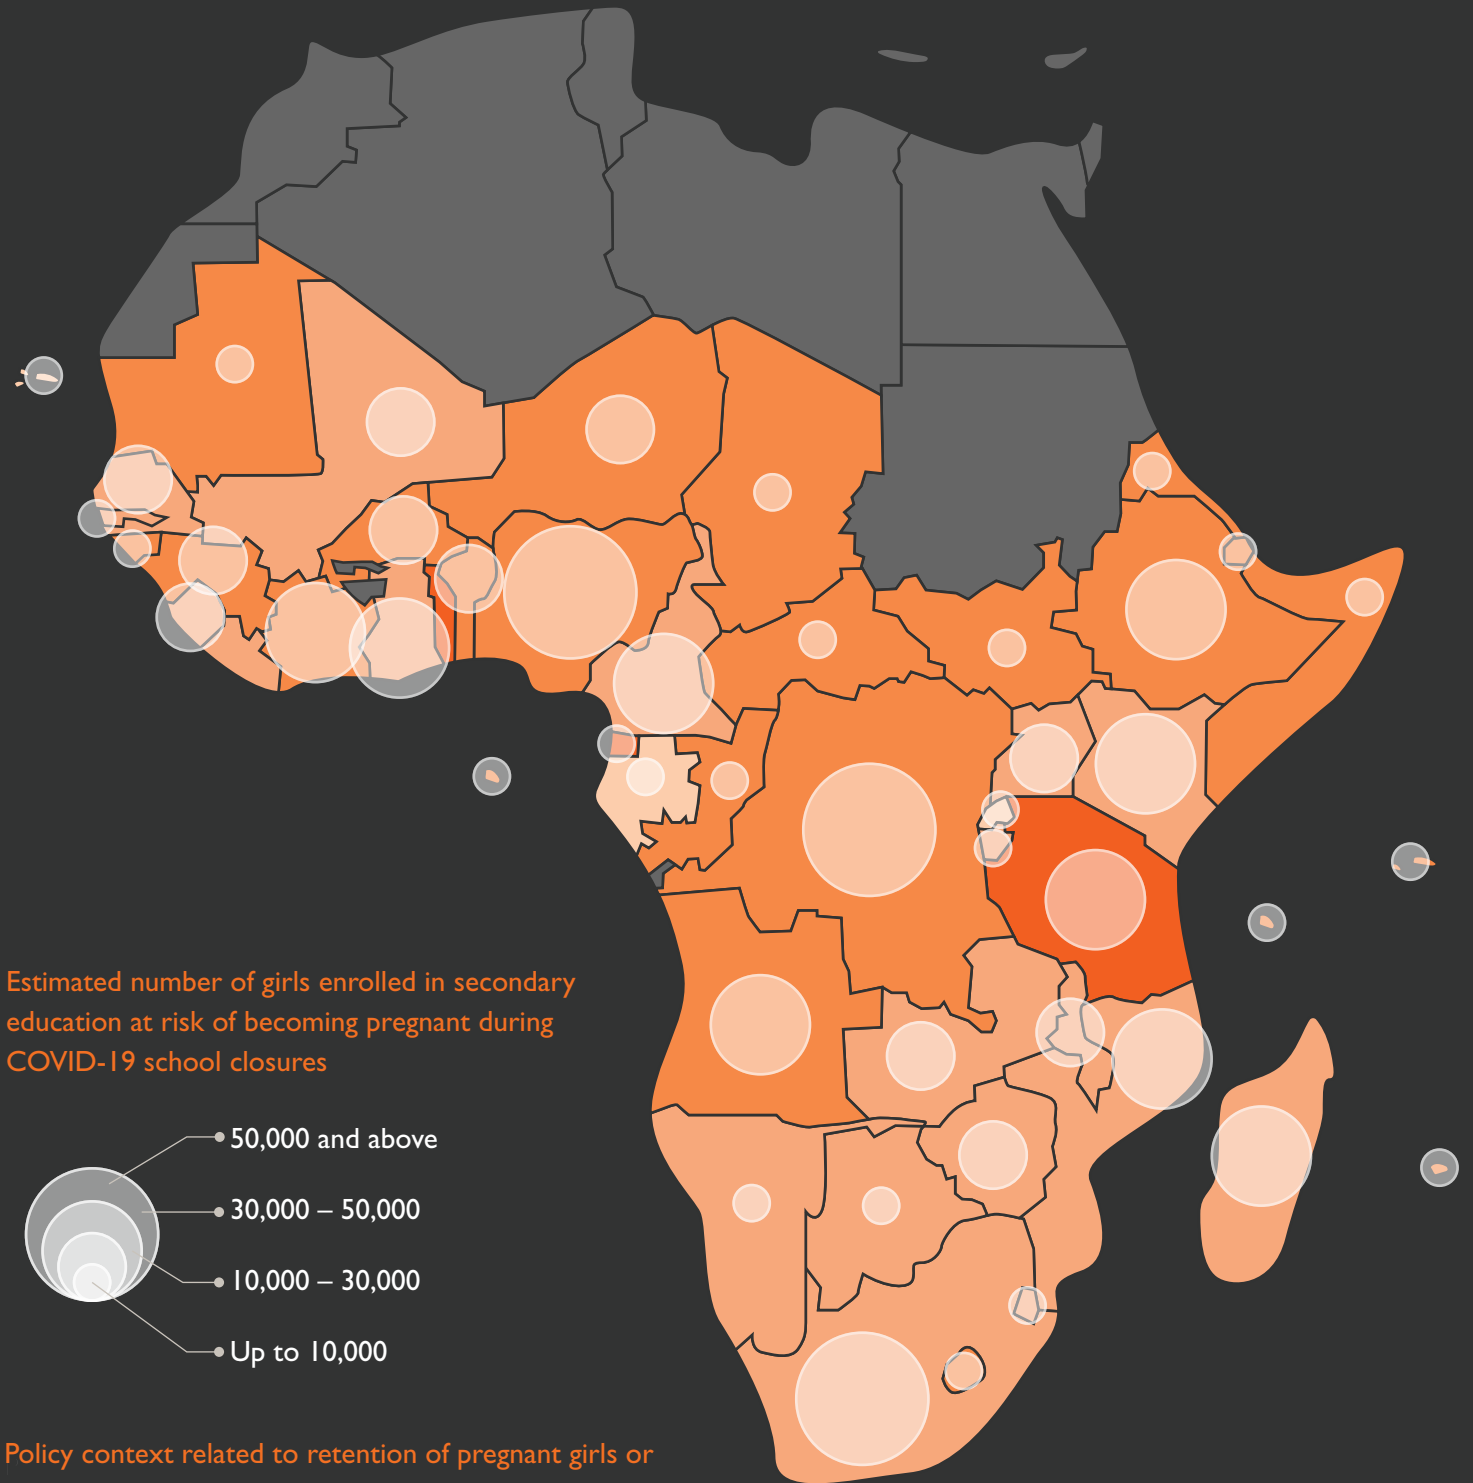 Estimated number of girls enrolled in secondary
education at risk of becoming pregnant during
COVID-19 school closures
50,000 and above
30,000 – 50,000
10,000 – 30,000
Up to 10,000
Policy context related to retention of pregnant girls or